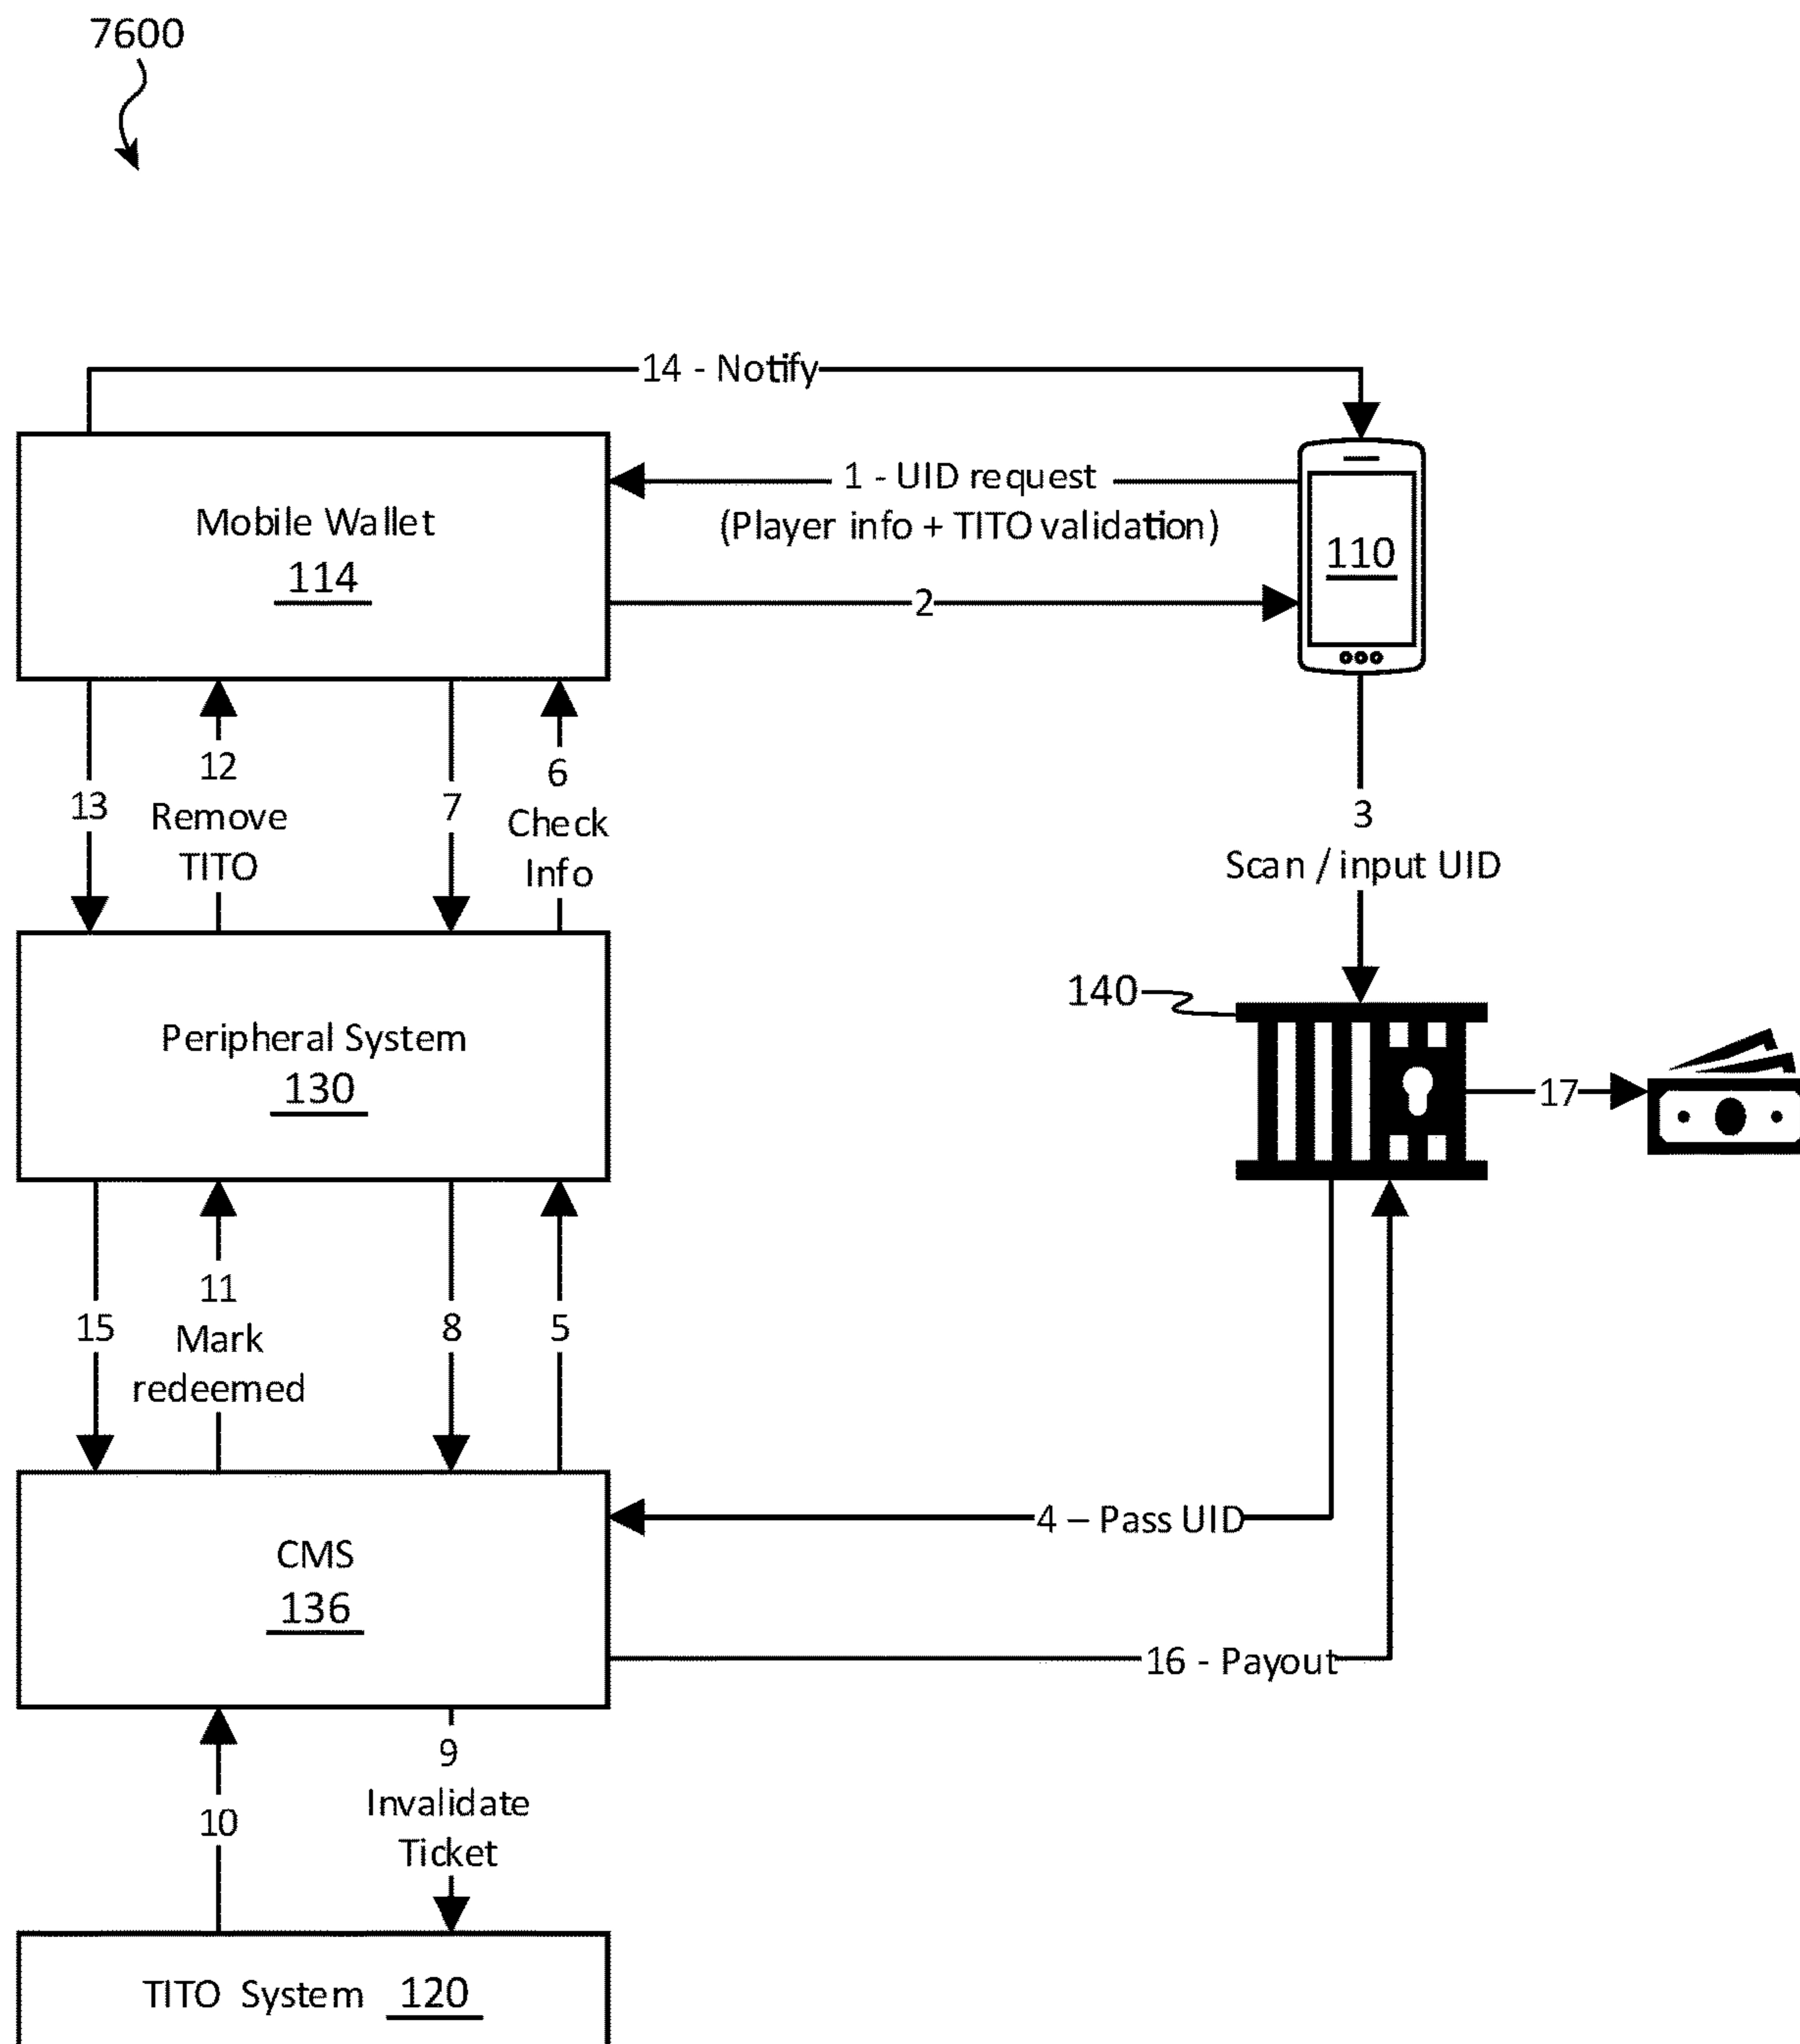 7600
14 - Notify
1 - UID request
(Player info + TITO validation)
Mobile Wallet
114
110
2
13
12
Remove
TITO
7
6
Check
Info
3
Scan / input UID
140
Peripheral System
130
17
15
11
Mark
redeemed
8
5
4 – Pass UID
CMS
136
16 - Payout
10
9
Invalidate
Ticket
TITO System 120